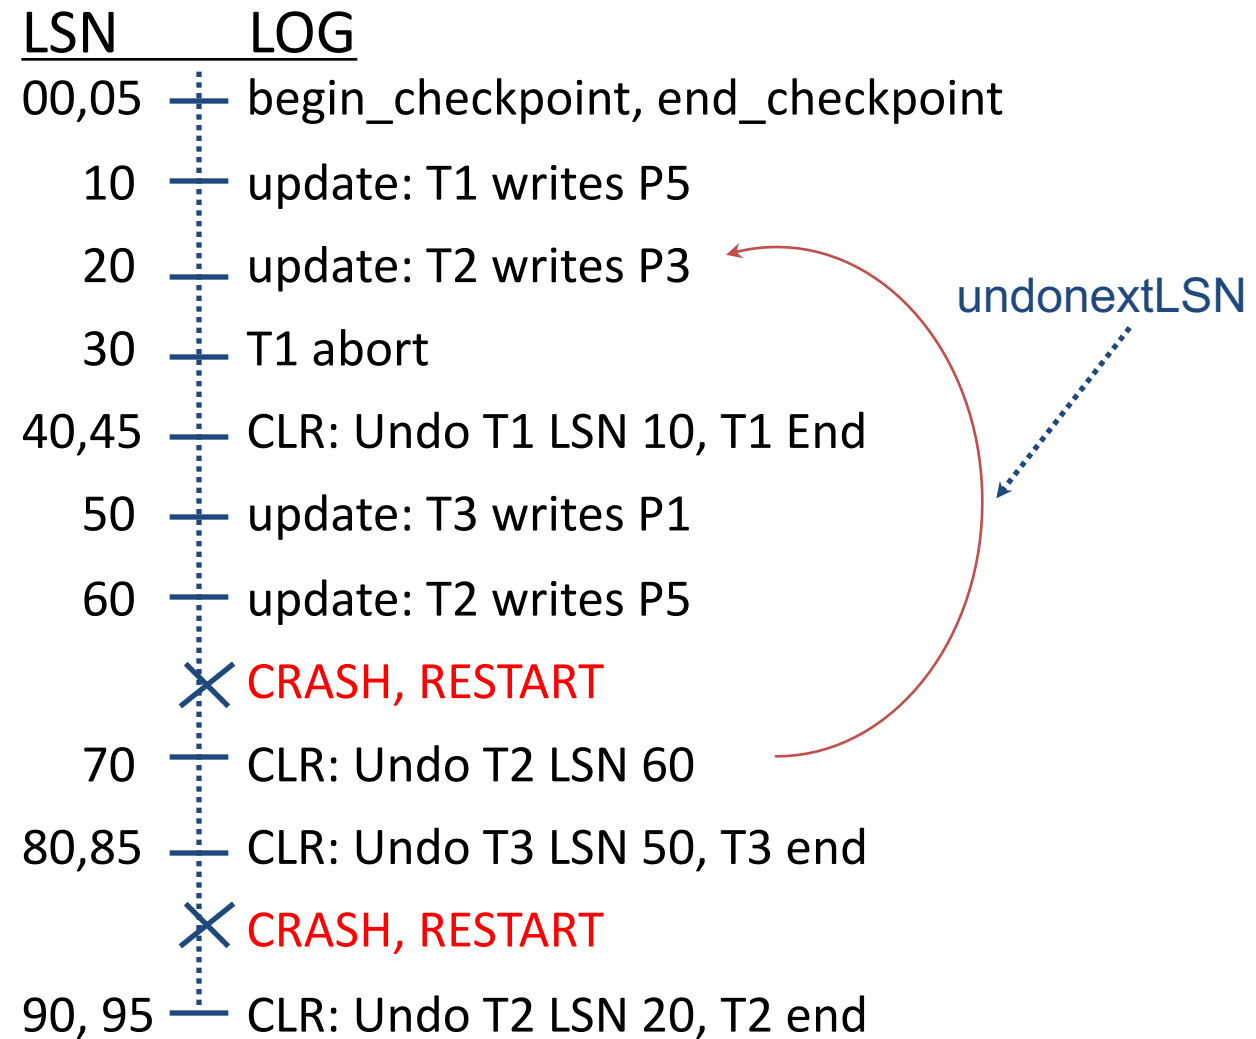 LSN LOG
00,05 begin_checkpoint, end_checkpoint
10 update: T1 writes P5
20 update: T2 writes P3
undonextLSN
30 T1 abort
40,45 CLR: Undo T1 LSN 10, T1 End
50 update: T3 writes P1
60 update: T2 writes P5
CRASH, RESTART
70 CLR: Undo T2 LSN 60
80,85 CLR: Undo T3 LSN 50, T3 end
CRASH, RESTART
90, 95 CLR: Undo T2 LSN 20, T2 end